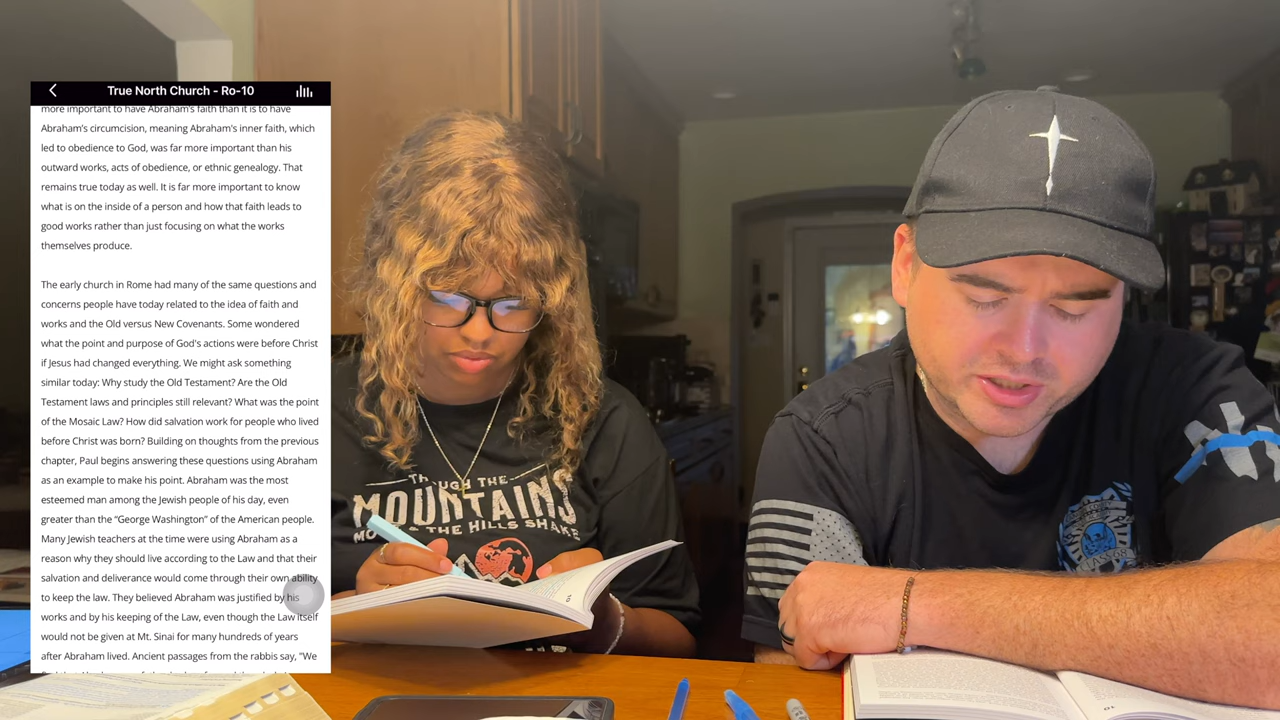 True North Church - Ro-10
more important to have Abraham's faith than it is to have
Abraham's circumcision, meaning Abraham's inner faith, which
led to obedience to God, was far more important than his
outward works, acts of obedience, or ethnic genealogy. That
remains true today as well. It is far more important to know
what is on the inside of a person and how that faith leads to
good works rather than just focusing on what the works
themselves produce.
The early church in Rome had many of the same questions and
concerns people have today related to the idea of faith and
works and the Old versus New Covenants. Some wondered
what the point and purpose of God's actions were before Christ
if Jesus had changed everything. We might ask something
similar today: Why study the Old Testament? Are the Old
Testament laws and principles still relevant? What was the point
of the Mosaic Law? How did salvation work for people who lived
before Christ was born? Building on thoughts from the previous
chapter, Paul begins answering these questions using Abraham
as an example to make his point. Abraham was the most
esteemed man among the Jewish people of his day, even
greater than the “George Washington” of the American people.
Many Jewish teachers at the time were using Abraham as a
reason why they should live according to the Law and that their
salvation and deliverance would come through their own ability
to keep the law. They believed Abraham was justified by his
works and by his keeping of the Law, even though the Law itself
would not be given at Mt. Sinai for many hundreds of years
after Abraham lived. Ancient passages from the rabbis say, "We
THOUGH THE
MOUNTAINS
& THE HILLS SHAKE
10